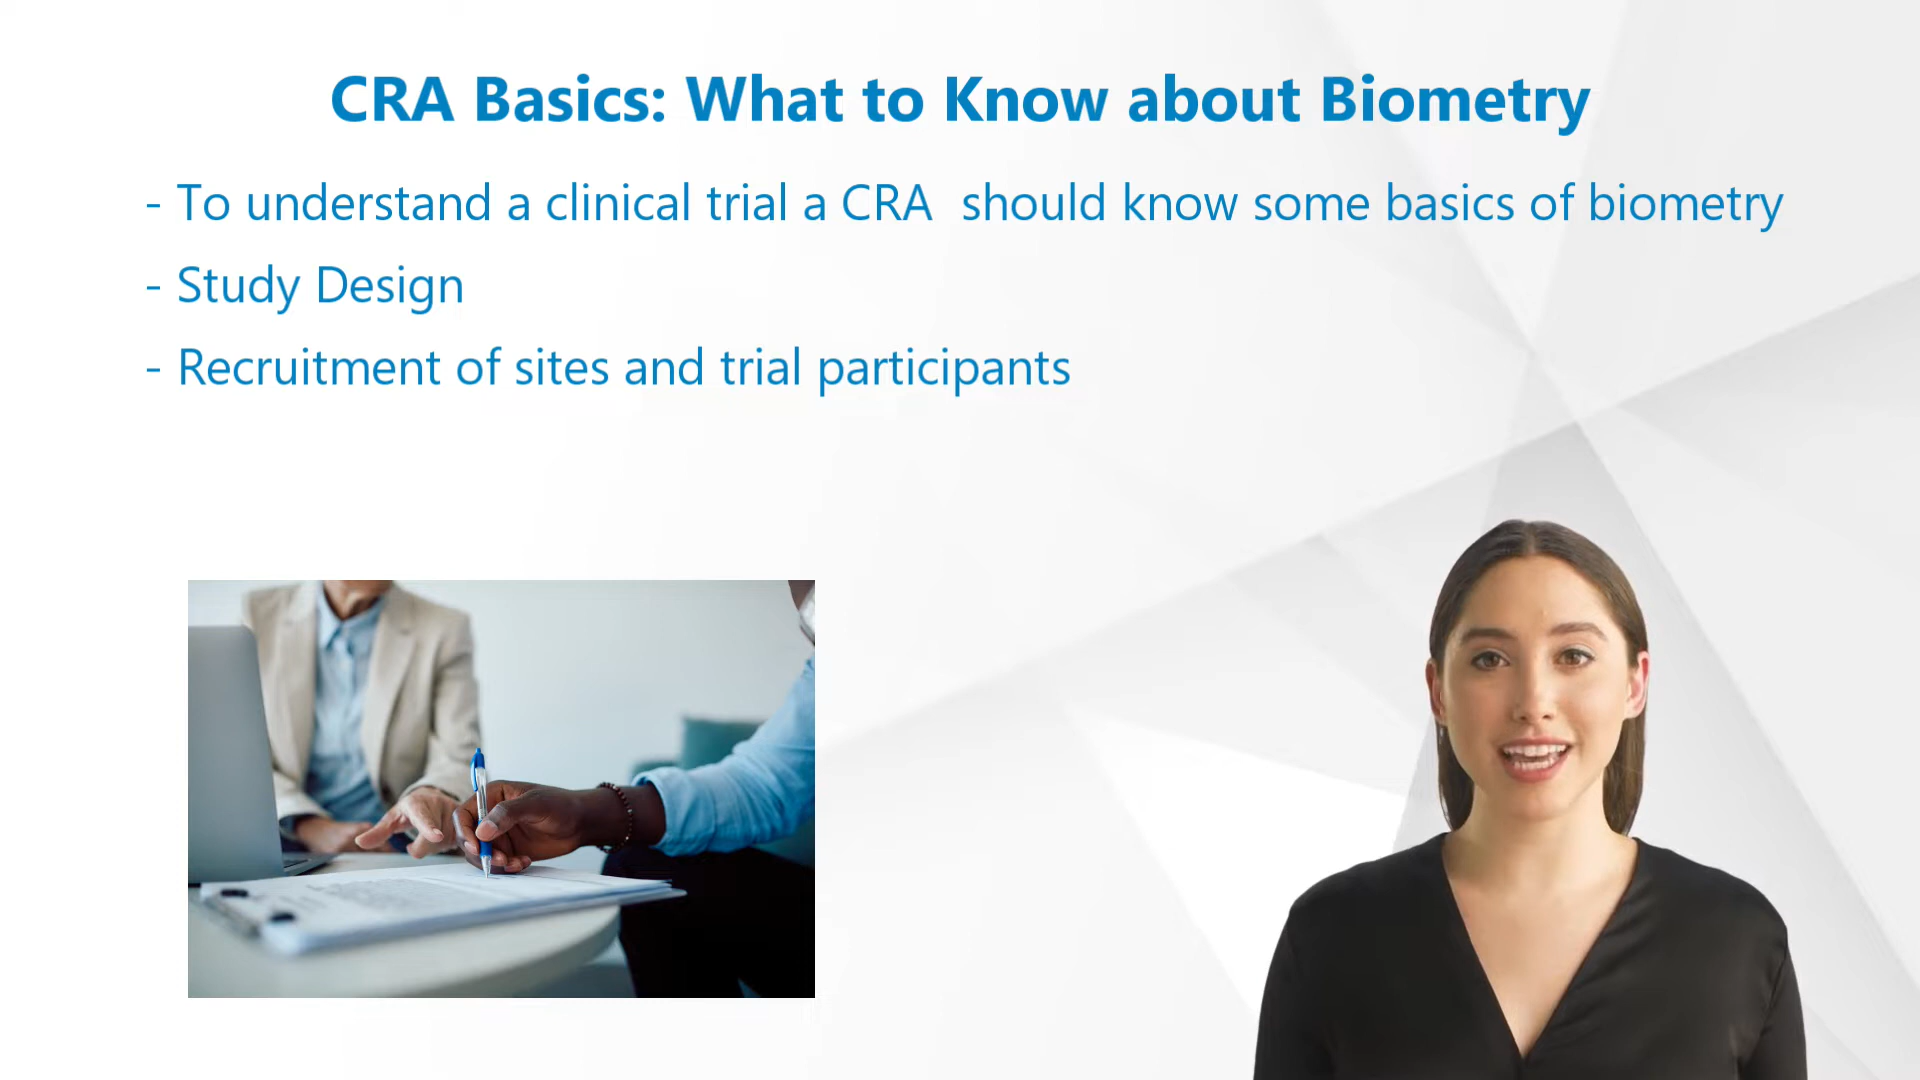 CRA Basics: What to Know about Biometry
- To understand a clinical trial a CRA  should know some basics of biometry
- Study Design
- Recruitment of sites and trial participants